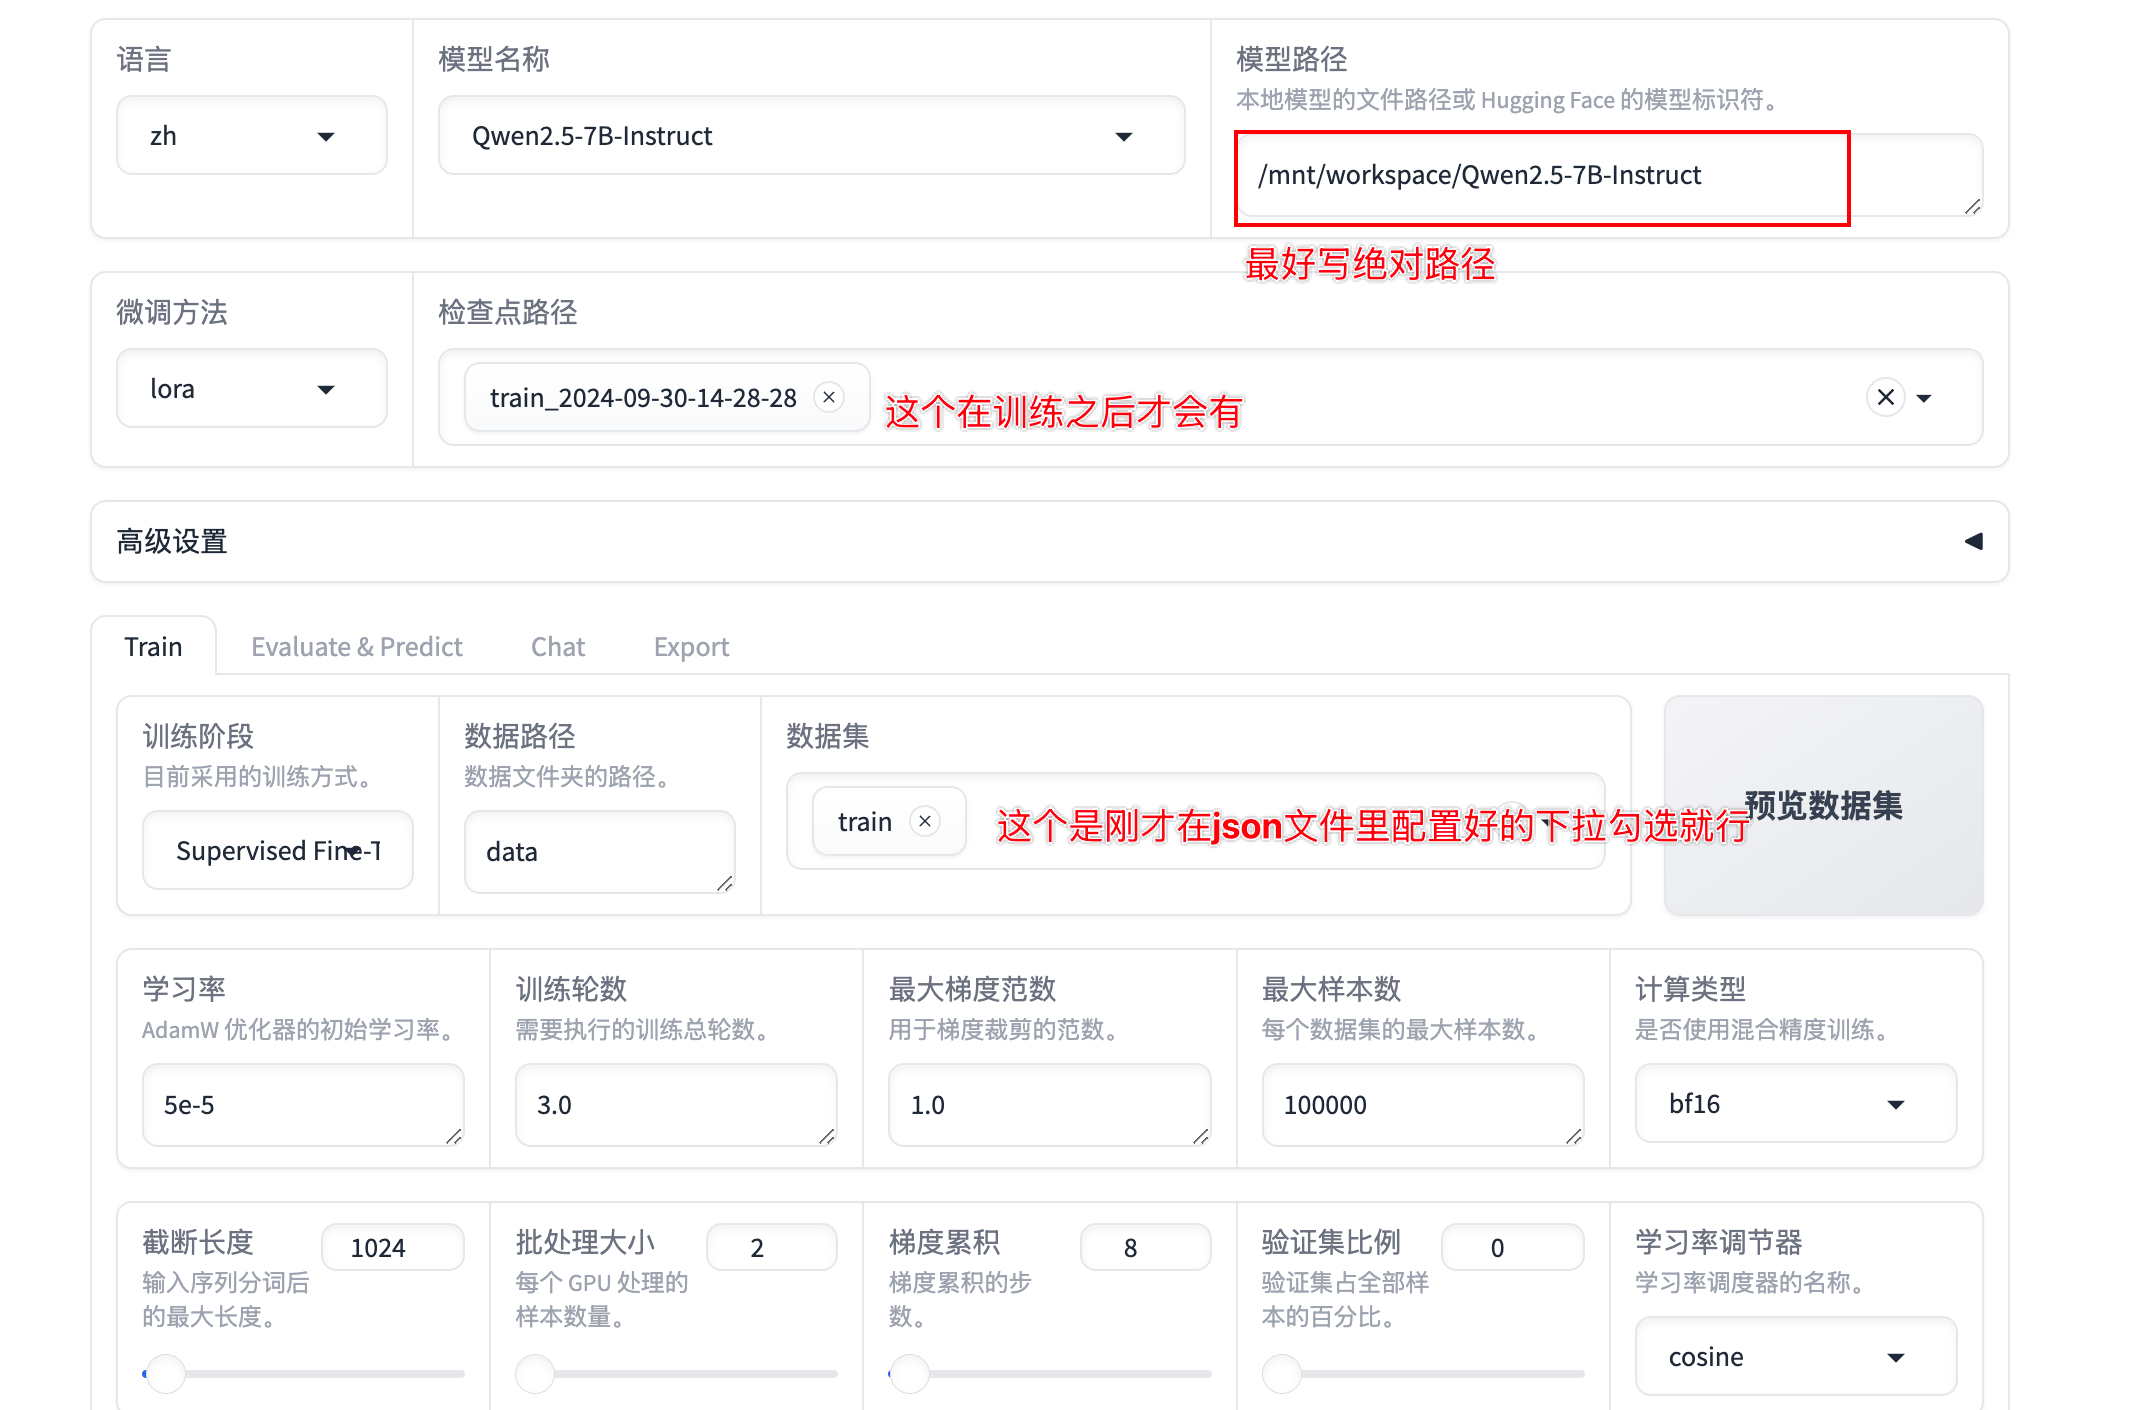 语言
zh
模型名称
Qwen2.5-7B-Instruct
模型路径
本地模型的文件路径或 Hugging Face 的模型标识符。
/mnt/workspace/Qwen2.5-7B-Instruct
最好写绝对路径
微调方法
lora
检查点路径
train_2024-09-30-14-28-28
这个在训练之后才会有
高级设置
Train
Evaluate & Predict
Chat
Export
训练阶段
目前采用的训练方式。
Supervised Fine-T
数据路径
数据文件夹的路径。
data
数据集
train
这个是刚才在json文件里配置好的下拉勾选就行
预览数据集
学习率
AdamW 优化器的初始学习率。
5e-5
训练轮数
需要执行的训练总轮数。
3.0
最大梯度范数
用于梯度裁剪的范数。
1.0
最大样本数
每个数据集的最大样本数。
100000
计算类型
是否使用混合精度训练。
bf16
截断长度
1024
输入序列分词后
的最大长度。
批处理大小
2
每个 GPU 处理的
样本数量。
梯度累积
8
梯度累积的步
数。
验证集比例
0
验证集占全部样
本的百分比。
学习率调节器
学习率调度器的名称。
cosine